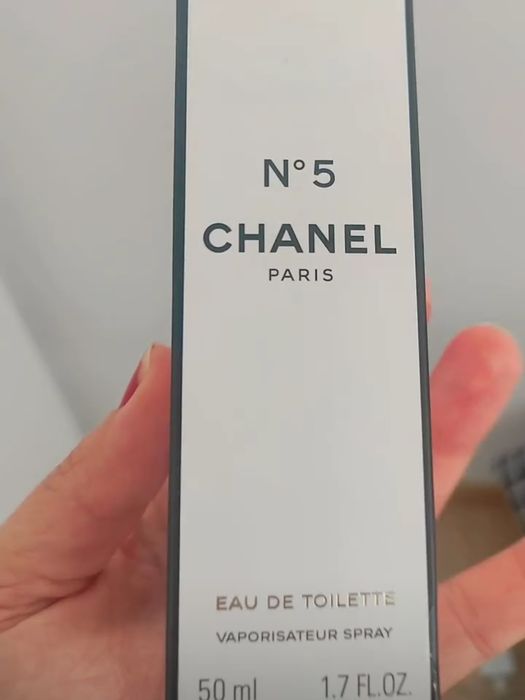 N°5
CHANEL
PARIS
EAU DE TOILETTE
VAPORISATEUR SPRAY
50 ml 1.7 FL.OZ.